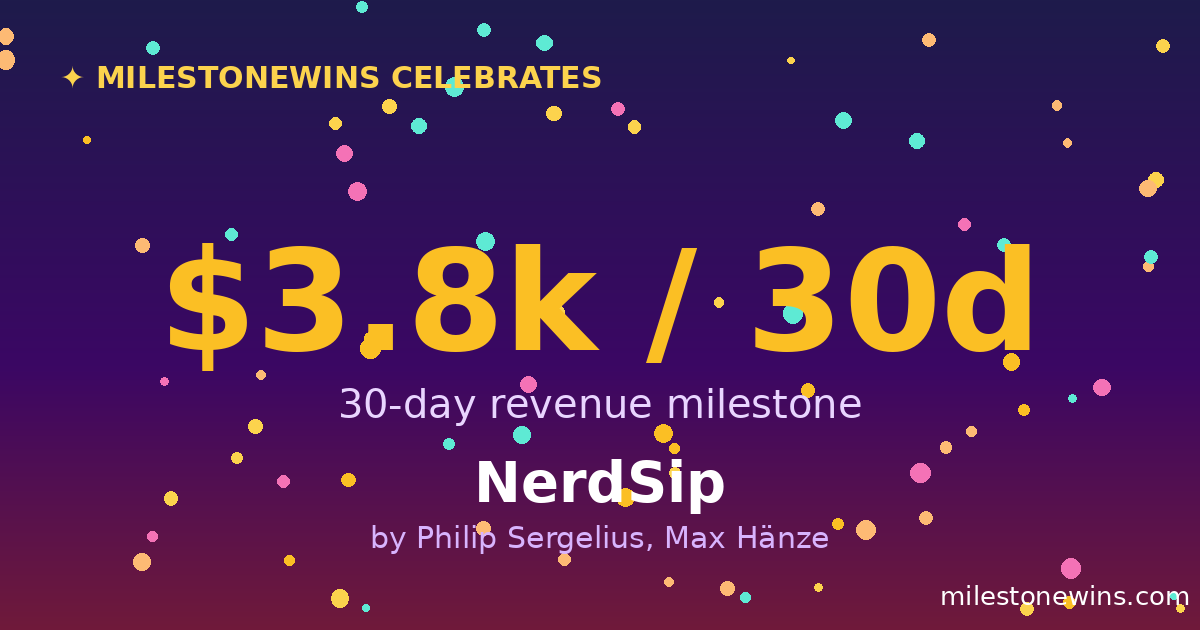 ✦ MILESTONEWINS CELEBRATES
$3.8k / 30d
30-day revenue milestone
NerdSip
by Philip Sergelius, Max Hänze
milestonewins.com